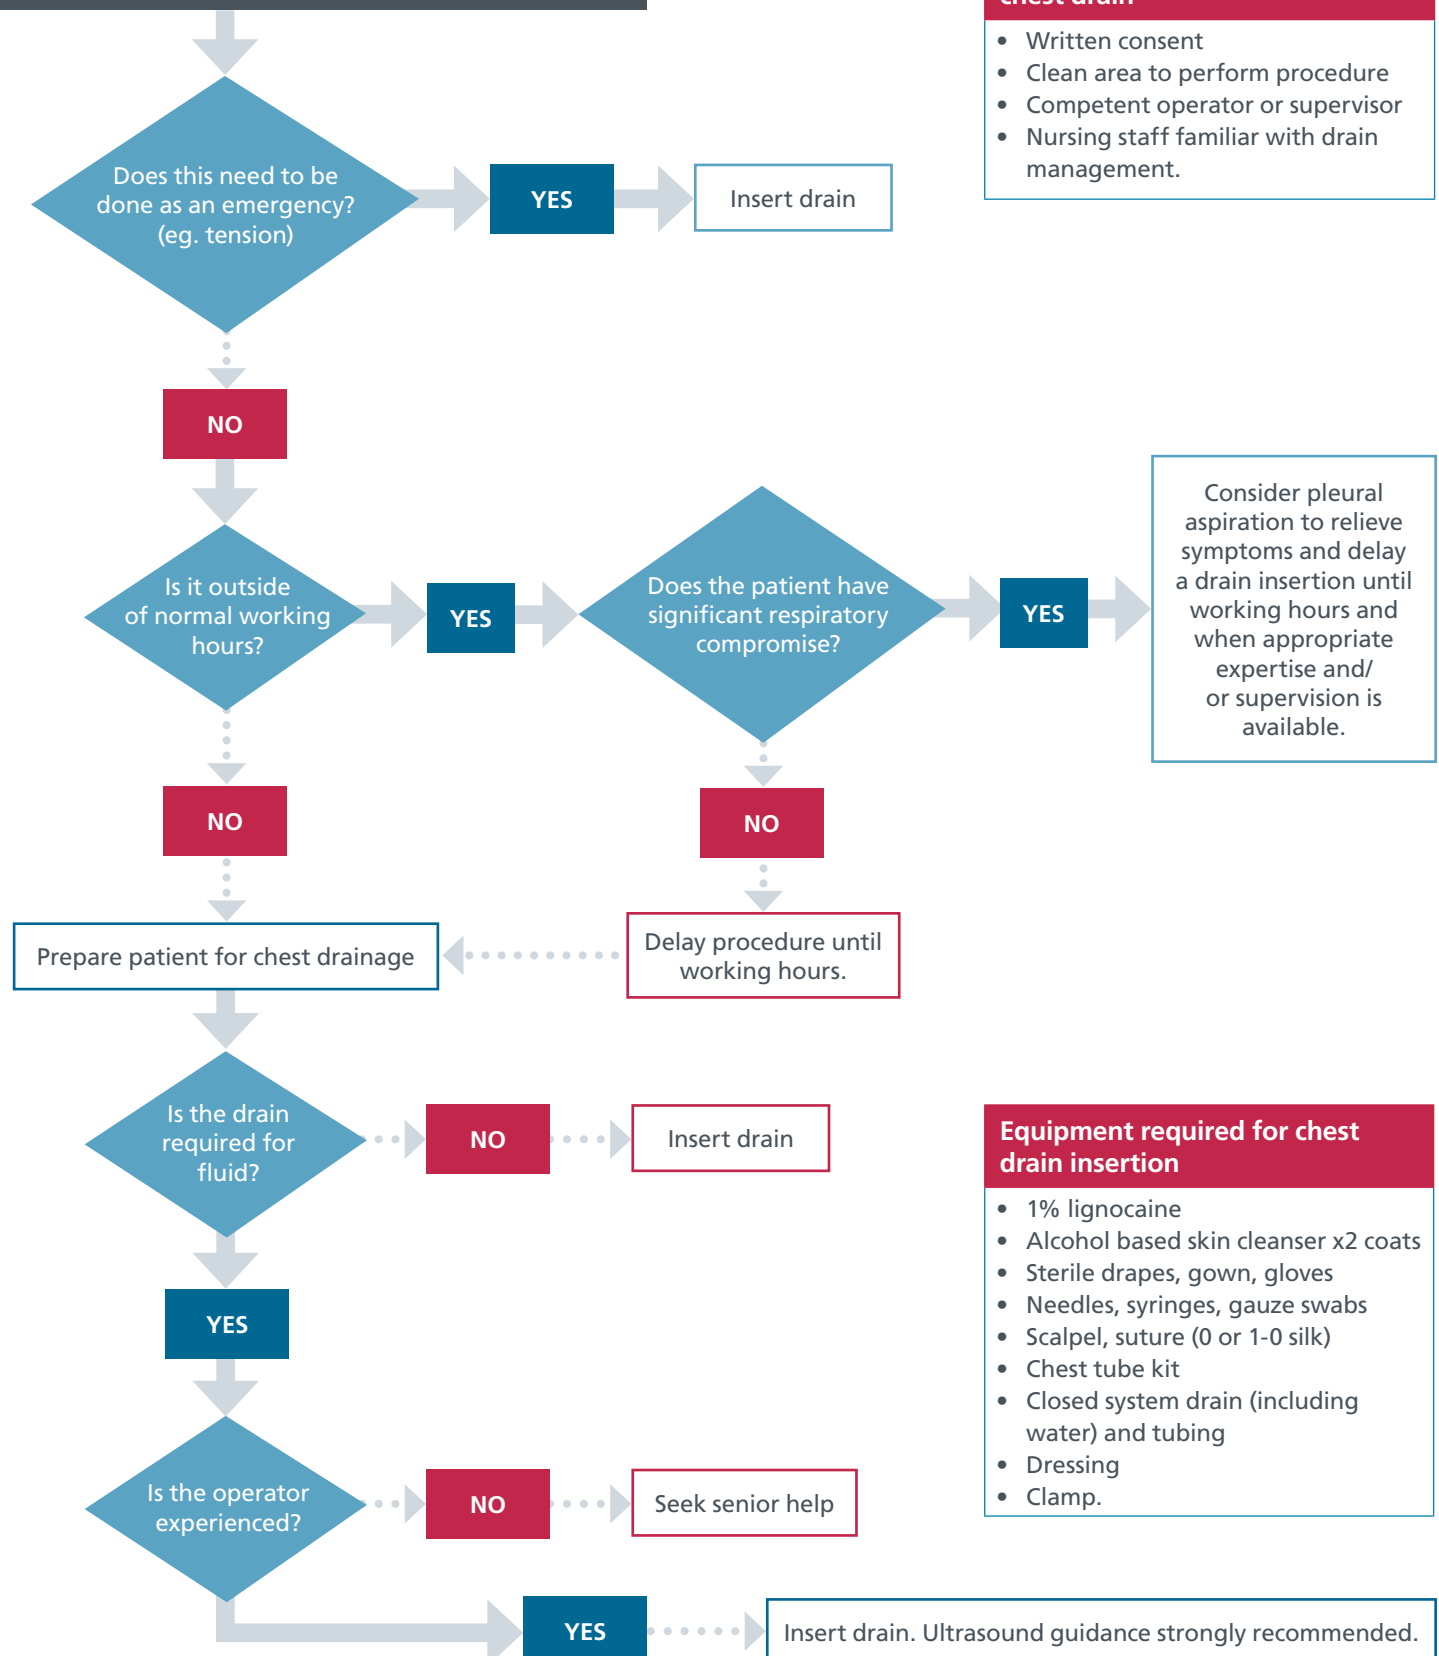 chest drain
• Written consent
• Clean area to perform procedure
• Competent operator or supervisor
• Nursing staff familiar with drain
management.
Does this need to be
done as an emergency?
(eg. tension)
YES
Insert drain
NO
Is it outside
of normal working
hours?
YES
Does the patient have
significant respiratory
compromise?
YES
Consider pleural
aspiration to relieve
symptoms and delay
a drain insertion until
working hours and
when appropriate
expertise and/
or supervision is
available.
NO
NO
Prepare patient for chest drainage
Delay procedure until
working hours.
Is the drain
required for
fluid?
NO
Insert drain
YES
Is the operator
experienced?
NO
Seek senior help
YES
Insert drain. Ultrasound guidance strongly recommended.
Equipment required for chest
drain insertion
• 1% lignocaine
• Alcohol based skin cleanser x2 coats
• Sterile drapes, gown, gloves
• Needles, syringes, gauze swabs
• Scalpel, suture (0 or 1-0 silk)
• Chest tube kit
• Closed system drain (including
water) and tubing
• Dressing
• Clamp.